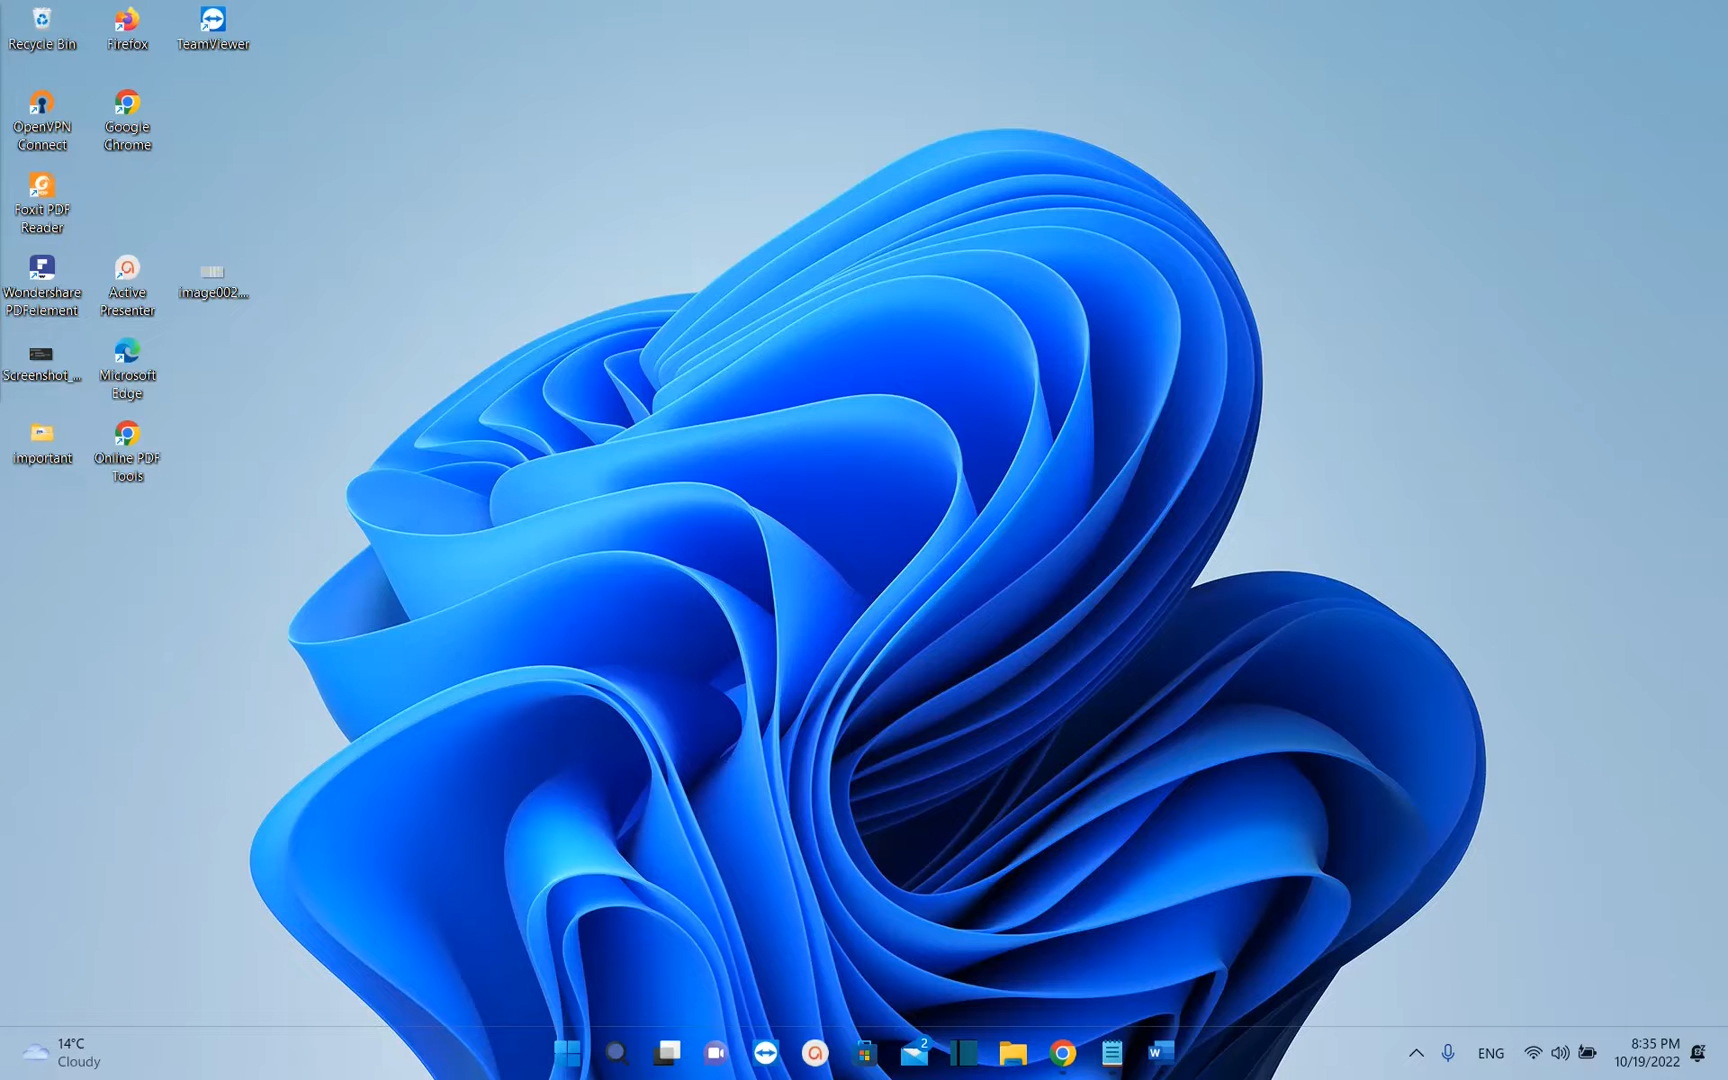 Recycle Bin
Firefox
TeamViewer
OpenVPN
Connect
Google
Chrome
Foxit PDF
Reader
Wondershare
PDFelement
Active
Presenter
image002....
Screenshot_...
Microsoft
Edge
important
Online PDF
Tools
14°C
Cloudy
2
ENG
8:35 PM
10/19/2022